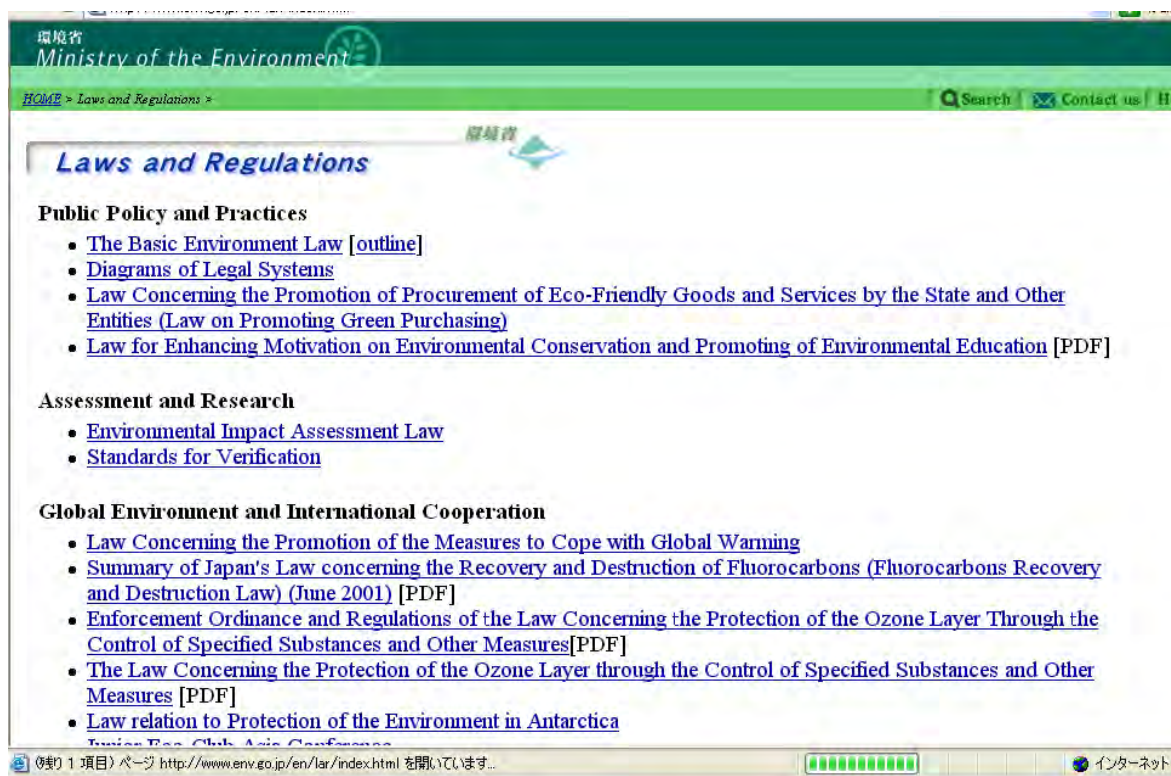 環境省
Ministry of the Environment
HOME > Laws and Regulations >
Search | Contact us | H
環境省
Laws and Regulations
Public Policy and Practices
• The Basic Environment Law [outline]
• Diagrams of Legal Systems
• Law Concerning the Promotion of Procurement of Eco-Friendly Goods and Services by the State and Other
Entities (Law on Promoting Green Purchasing)
• Law for Enhancing Motivation on Environmental Conservation and Promoting of Environmental Education [PDF]
Assessment and Research
• Environmental Impact Assessment Law
• Standards for Verification
Global Environment and International Cooperation
• Law Concerning the Promotion of the Measures to Cope with Global Warming
• Summary of Japan's Law concerning the Recovery and Destruction of Fluorocarbons (Fluorocarbons Recovery
and Destruction Law) (June 2001) [PDF]
• Enforcement Ordinance and Regulations of the Law Concerning the Protection of the Ozone Layer Through the
Control of Specified Substances and Other Measures[PDF]
• The Law Concerning the Protection of the Ozone Layer through the Control of Specified Substances and Other
Measures [PDF]
• Law relation to Protection of the Environment in Antarctica
Junior Eco-Club Asia Conference
(残り 1 項目) ページ http://www.env.go.jp/en/lar/index.html を開いています...
インターネット